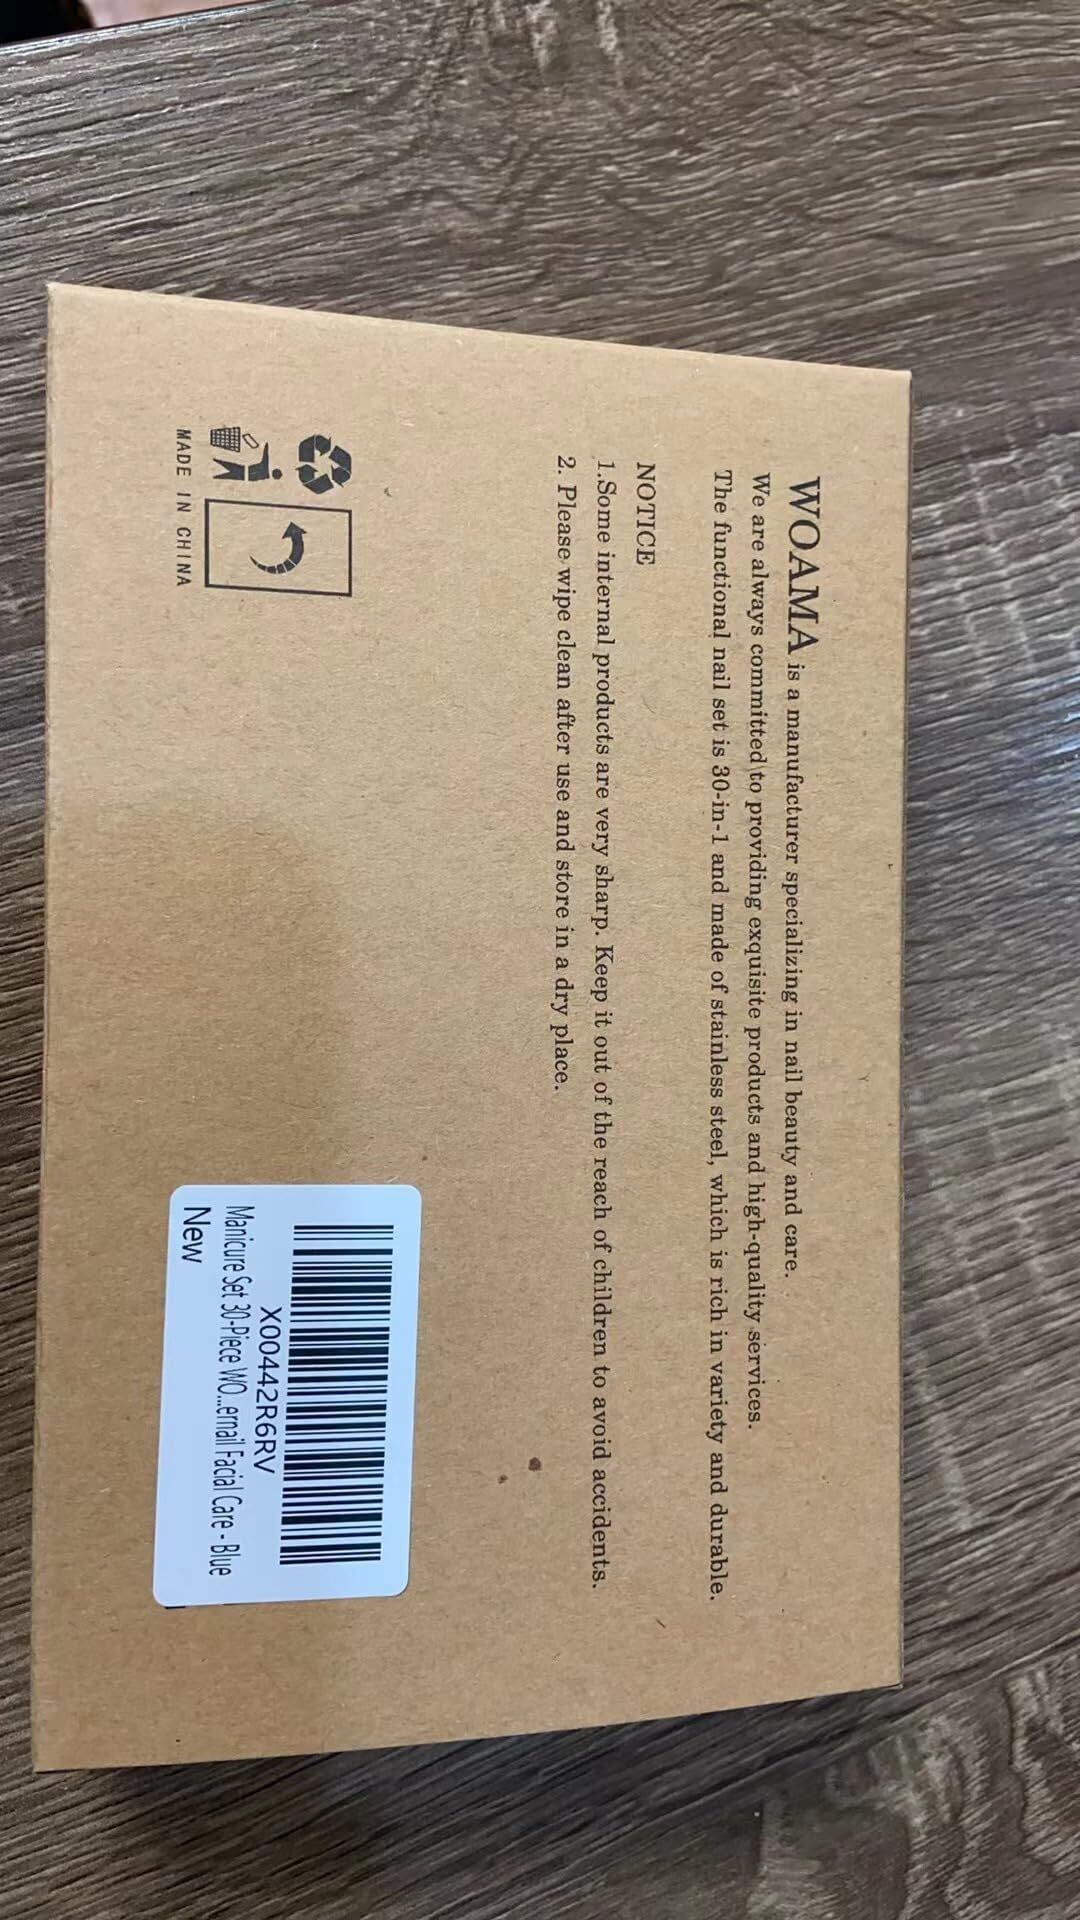 WOAMA is a manufacturer specializing in nail beauty and care.
We are always committed to providing exquisite products and high-quality services.
The functional nail set is 30-in-1 and made of stainless steel, which is rich in variety and durable.
NOTICE
1.Some internal products are very sharp. Keep it out of the reach of children to avoid accidents.
2. Please wipe clean after use and store in a dry place.
MADE IN CHINA
X00442R6RV
Manicure Set 30-Piece WO...ernail Facial Care - Blue
New